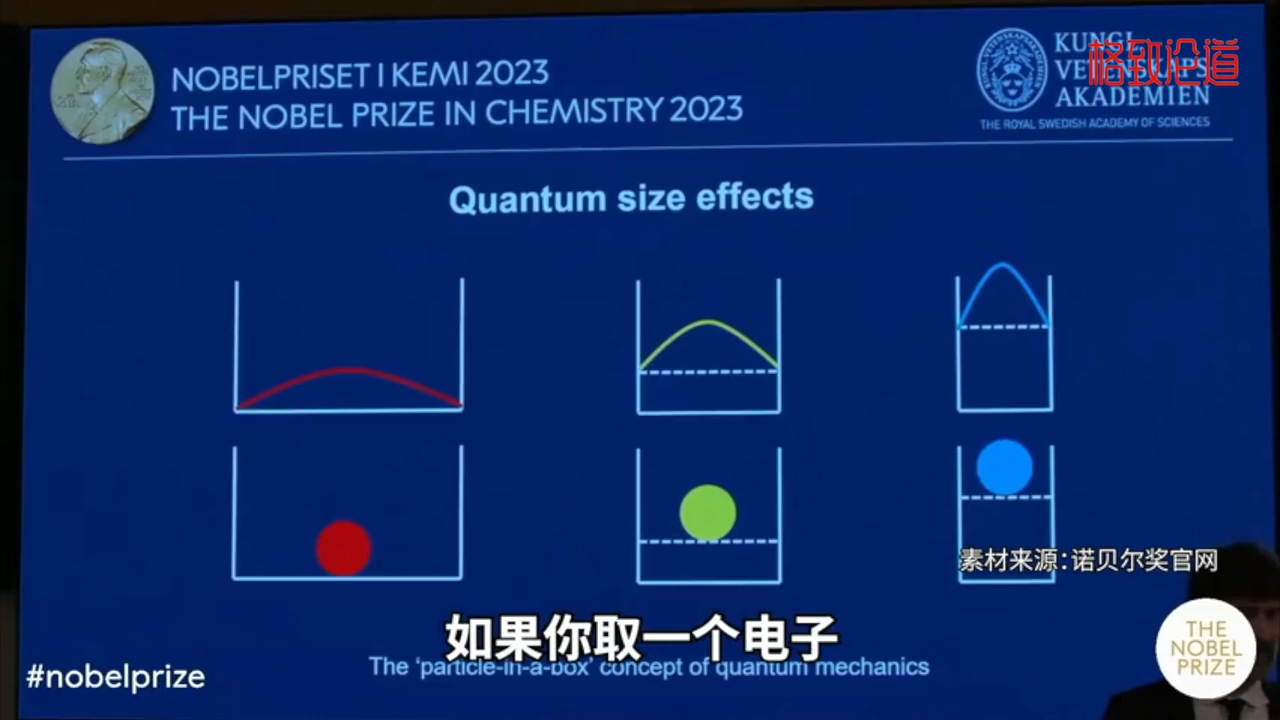 NOBELPRISET I KEMI 2023
THE NOBEL PRIZE IN CHEMISTRY 2023
KUNGL.
VETENSKAPS
AKADEMIEN
THE ROYAL SWEDISH ACADEMY OF SCIENCES
格致论道
Quantum size effects
素材来源:诺贝尔奖官网
如果你取一个电子
The ‘particle-in-a-box’ concept of quantum mechanics
#nobelprize
THE
NOBEL
PRIZE